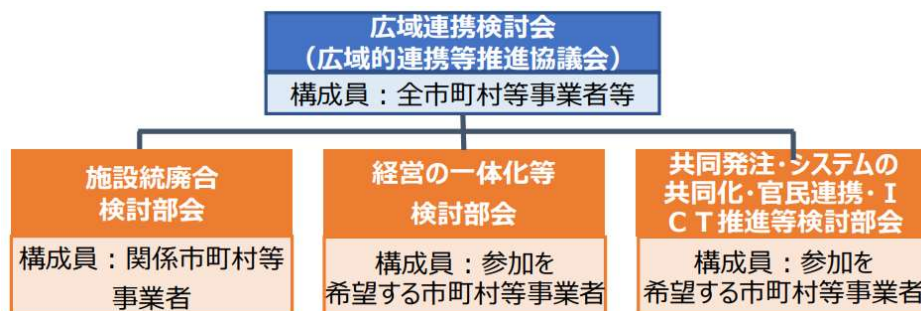 広域連携検討会
（広域的連携等推進協議会）
構成員：全市町村等事業者等
施設統廃合
検討部会
構成員：関係市町村等
事業者
経営の一体化等
検討部会
構成員：参加を
希望する市町村等事業者
共同発注・システムの
共同化・官民連携・Ｉ
ＣＴ推進等検討部会
構成員：参加を
希望する市町村等事業者